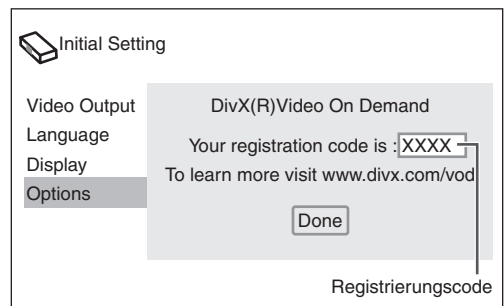 Initial Setting
Video Output
Language
Display
Options
DivX(R)Video On Demand
Your registration code is : XXXX
To learn more visit www.divx.com/vod
Done
Registrierungscode